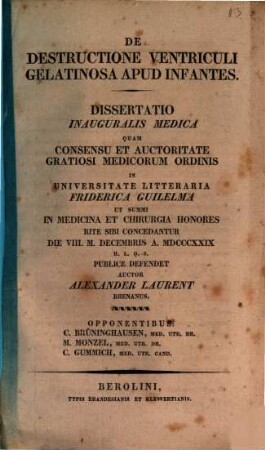 DE
DESTRUCTIONE VENTRICULI
GELATINOSA APUD INFANTES.
DISSERTATIO
INAUGURALIS MEDICA
QUAM
CONSENSU ET AUCTORITATE
GRATIOSI MEDICORUM ORDINIS
IN
UNIVERSITATE LITTERARIA
FRIDERICA GUILELMA
UT SUMMI
IN MEDICINA ET CHIRURGIA HONORES
RITE SIBI CONCEDANTUR
DIE VIII. M. DECEMBRIS A. MDCCCXXIX
H. L. Q.-S.
PUBLICE DEFENDET
AUCTOR
ALEXANDER LAURENT
RHENANUS.
OPPONENTIBUS:
C. BRÜNINGHAUSEN, MED. UTR. DR.
M. MONZEL, MED. UTR. DR.
C. GUMMICH, MED. UTR. CAND.
BEROLINI,
TYPIS BRANDESIANIS ET KLEWERTIANIS.